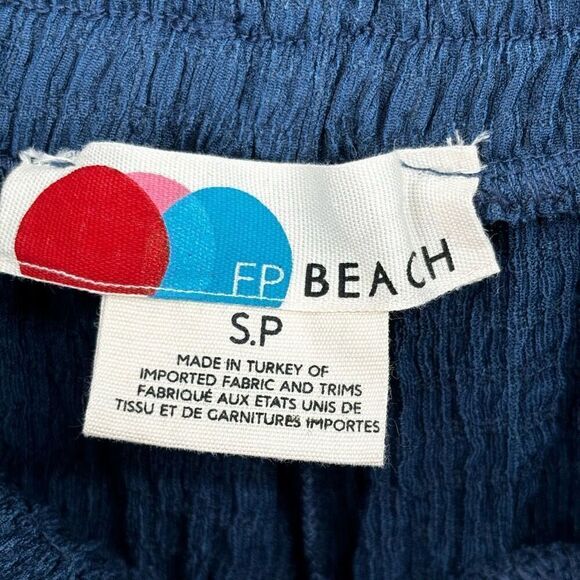 FP BEACH
S.P
MADE IN TURKEY OF
IMPORTED FABRIC AND TRIMS
FABRIQUÉ AUX ETATS UNIS DE
TISSU ET DE GARNITURES IMPORTES